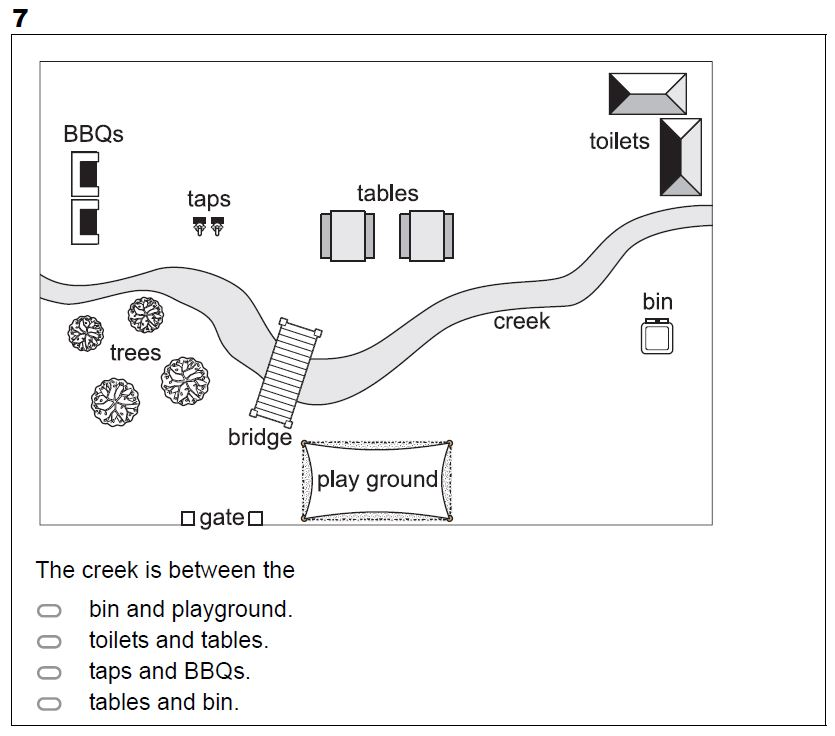 7
BBQs
toilets
taps
tables
bin
creek
trees
bridge
play ground
gate
The creek is between the
bin and playground.
toilets and tables.
taps and BBQs.
tables and bin.